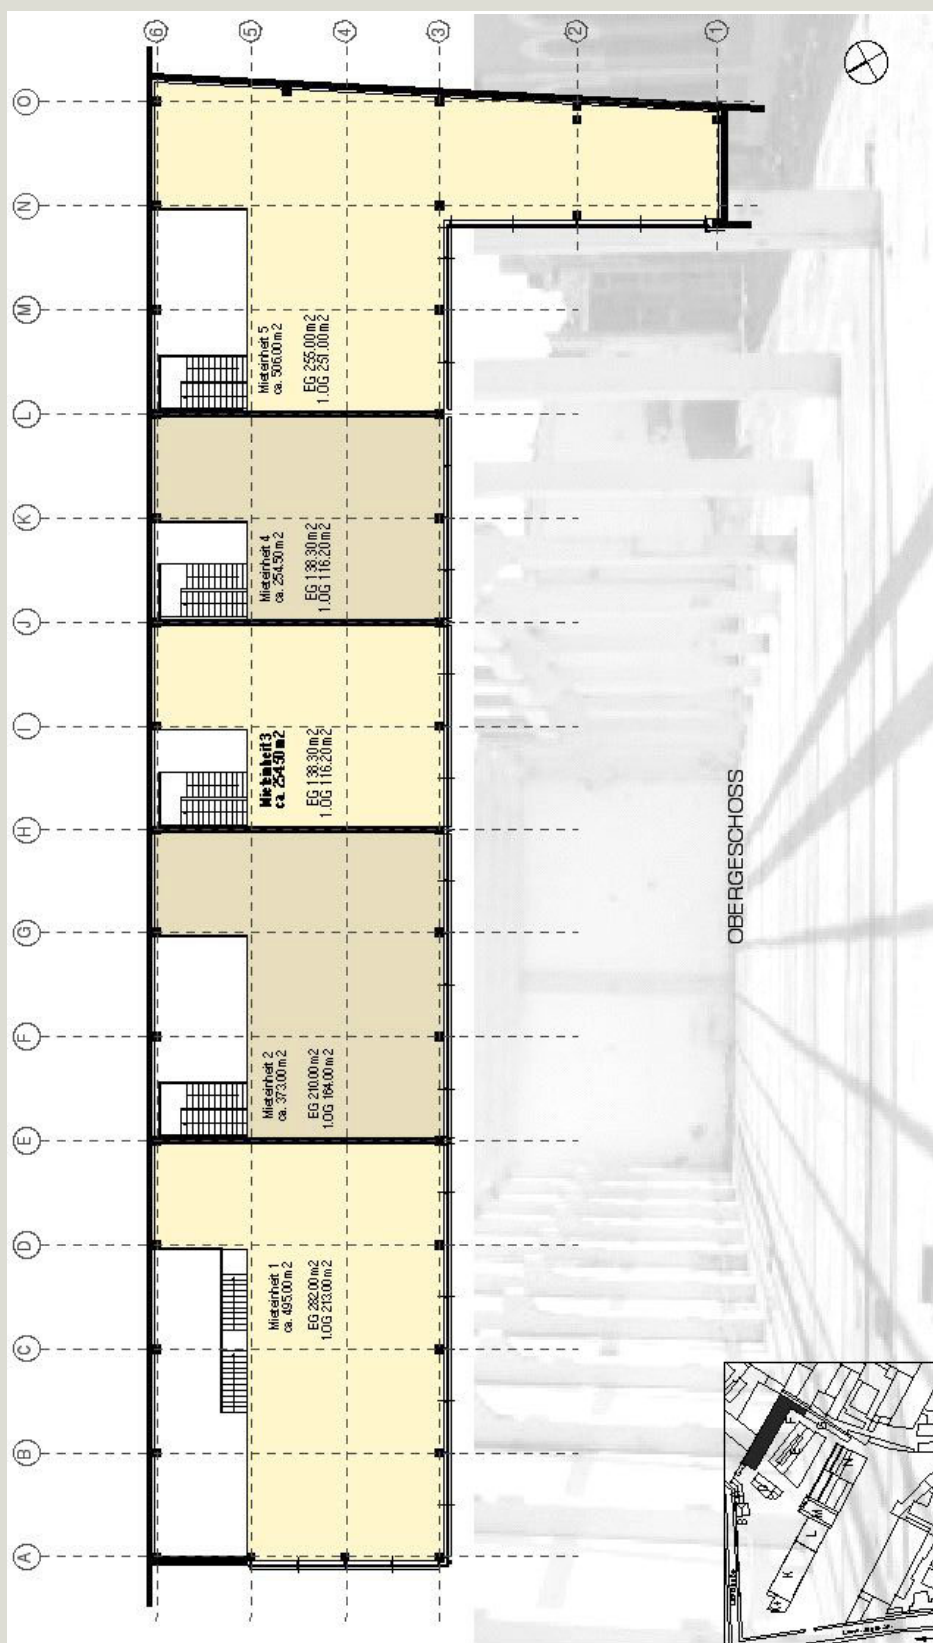 6
5
4
3
2
1
O
N
M
L
K
J
I
H
G
F
E
D
C
B
A
Mieteinheit 5
ca. 506.00 m2
EG 255.00 m2
1.OG 251.00 m2
Mieteinheit 4
ca. 254.50 m2
EG 138.30 m2
1.OG 116.20 m2
Mieteinheit 3
ca. 254.50 m2
EG 138.30 m2
1.OG 116.20 m2
Mieteinheit 2
ca. 373.00 m2
EG 210.00 m2
1.OG 164.00 m2
Mieteinheit 1
ca. 495.00 m2
EG 282.00 m2
1.OG 213.00 m2
OBERGESCHOSS
F
B
N
M
L
K